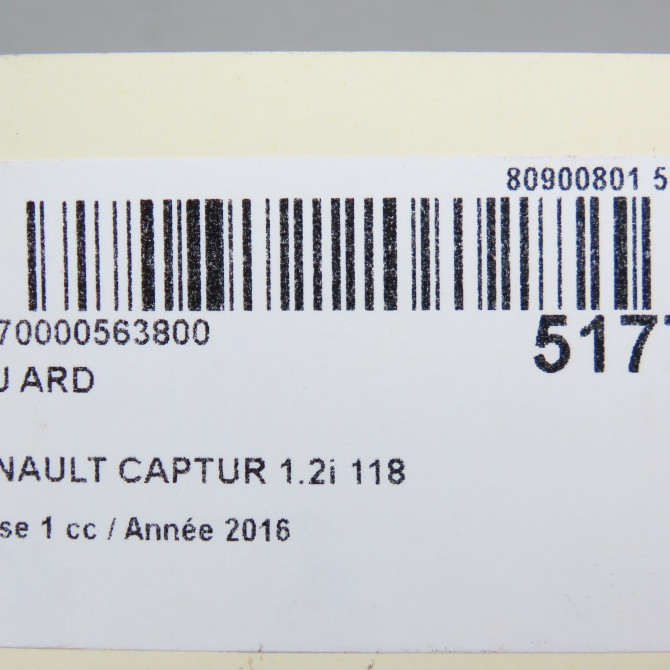 80900801 5
70000563800
5177
U ARD
NAULT CAPTUR 1.2i 118
se 1 cc / Année 2016